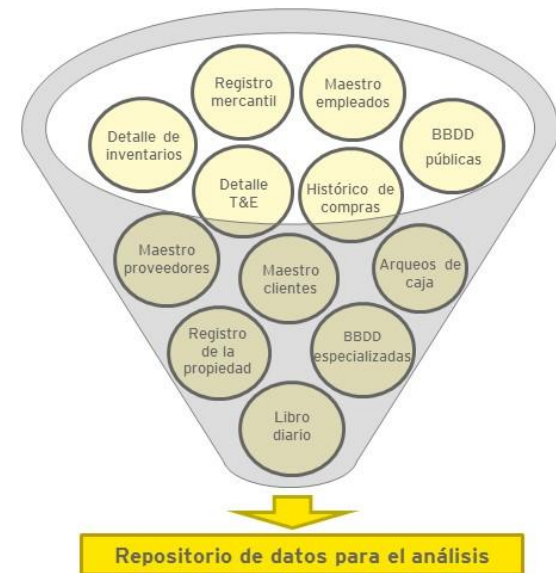 Registro
mercantil
Maestro
empleados
Detalle de
inventarios
BBDD
públicas
Detalle
T&E
Histórico de
compras
Maestro
proveedores
Maestro
clientes
Arqueos de
caja
Registro
de la
propiedad
BBDD
especializadas
Libro
diario
Repositorio de datos para el análisis